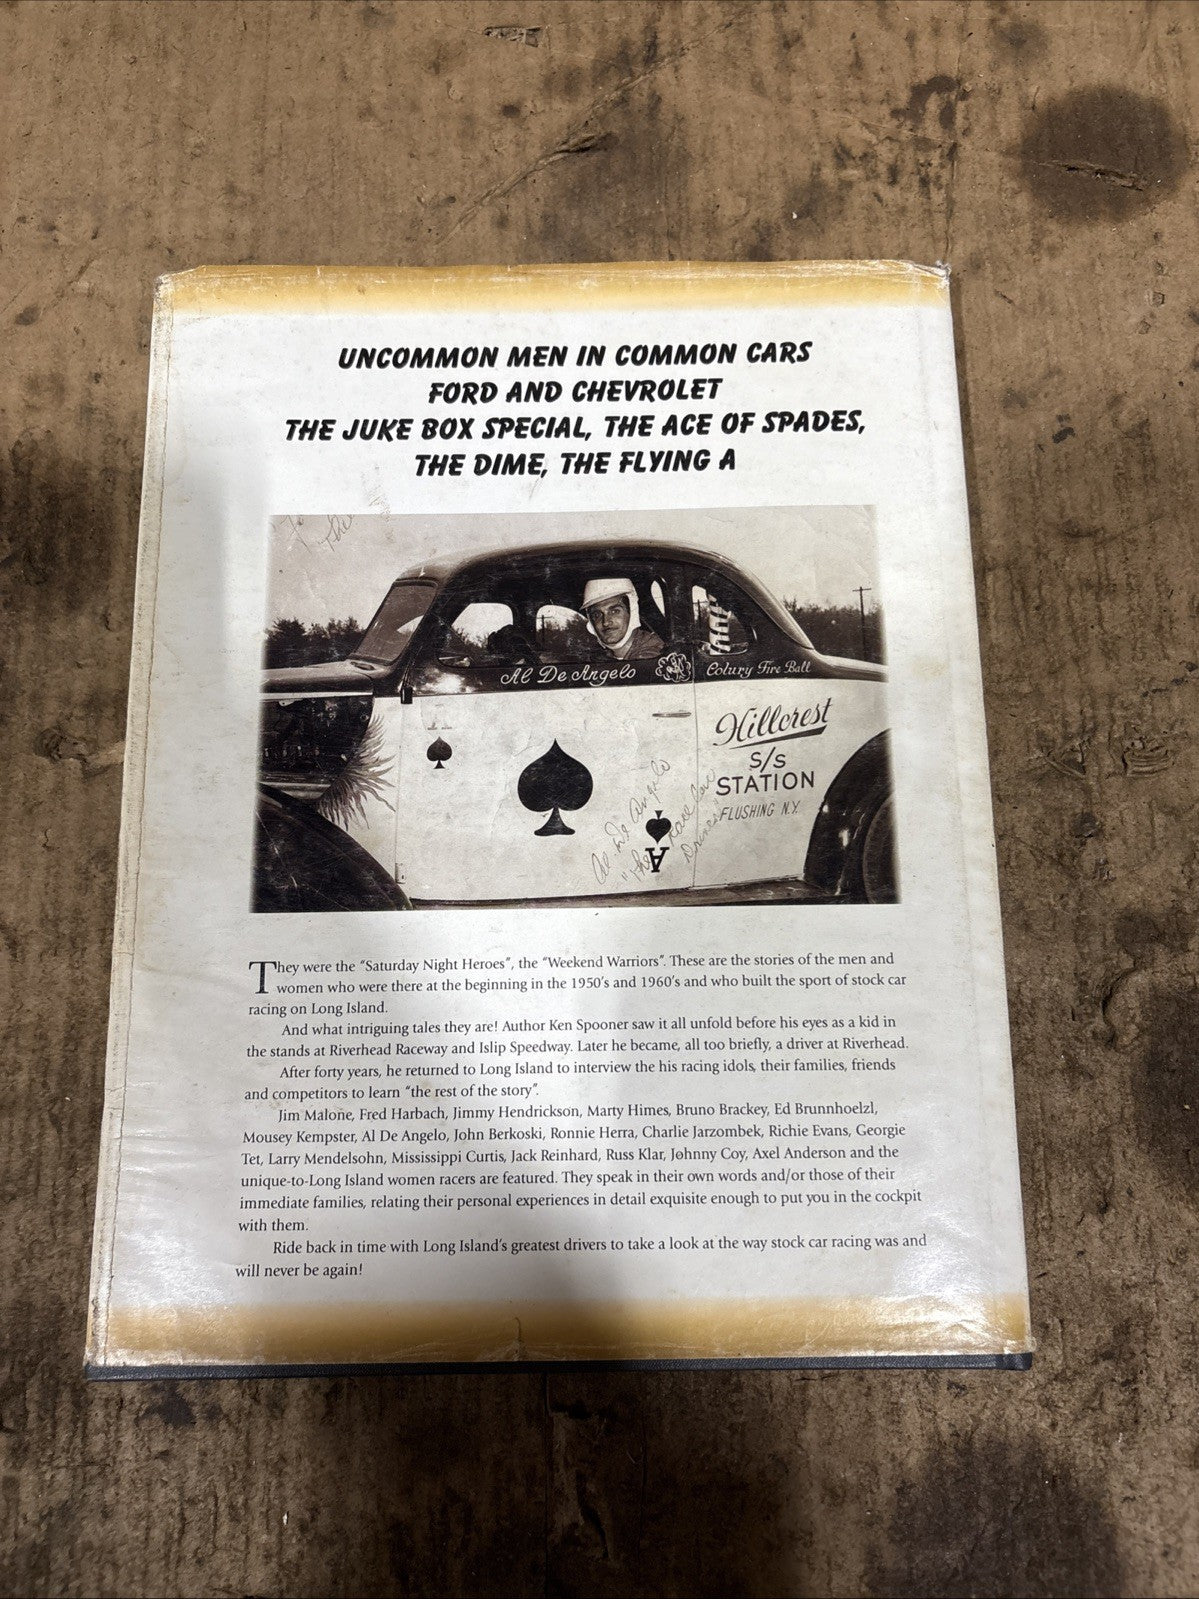 UNCOMMON MEN IN COMMON CARS
FORD AND CHEVROLET
THE JUKE BOX SPECIAL, THE ACE OF SPADES,
THE DIME, THE FLYING A
Al De Angelo
Colury Fire Ball
Hillcrest
S/S
STATION
FLUSHING N.Y.
Al De Angelo
"the
A
They were the "Saturday Night Heroes", the "Weekend Warriors". These are the stories of the men and
women who were there at the beginning in the 1950's and 1960's and who built the sport of stock car
racing on Long Island.
And what intriguing tales they are! Author Ken Spooner saw it all unfold before his eyes as a kid in
the stands at Riverhead Raceway and Islip Speedway. Later he became, all too briefly, a driver at Riverhead.
After forty years, he returned to Long Island to interview the his racing idols, their families, friends
and competitors to learn "the rest of the story".
Jim Malone, Fred Harbach, Jimmy Hendrickson, Marty Himes, Bruno Brackey, Ed Brunnhoelzl,
Mousey Kempster, Al De Angelo, John Berkoski, Ronnie Herra, Charlie Jarzombek, Richie Evans, Georgie
Tet, Larry Mendelsohn, Mississippi Curtis, Jack Reinhard, Russ Klar, Johnny Coy, Axel Anderson and the
unique-to-Long Island women racers are featured. They speak in their own words and/or those of their
immediate families, relating their personal experiences in detail exquisite enough to put you in the cockpit
with them.
Ride back in time with Long Island's greatest drivers to take a look at the way stock car racing was and
will never be again!